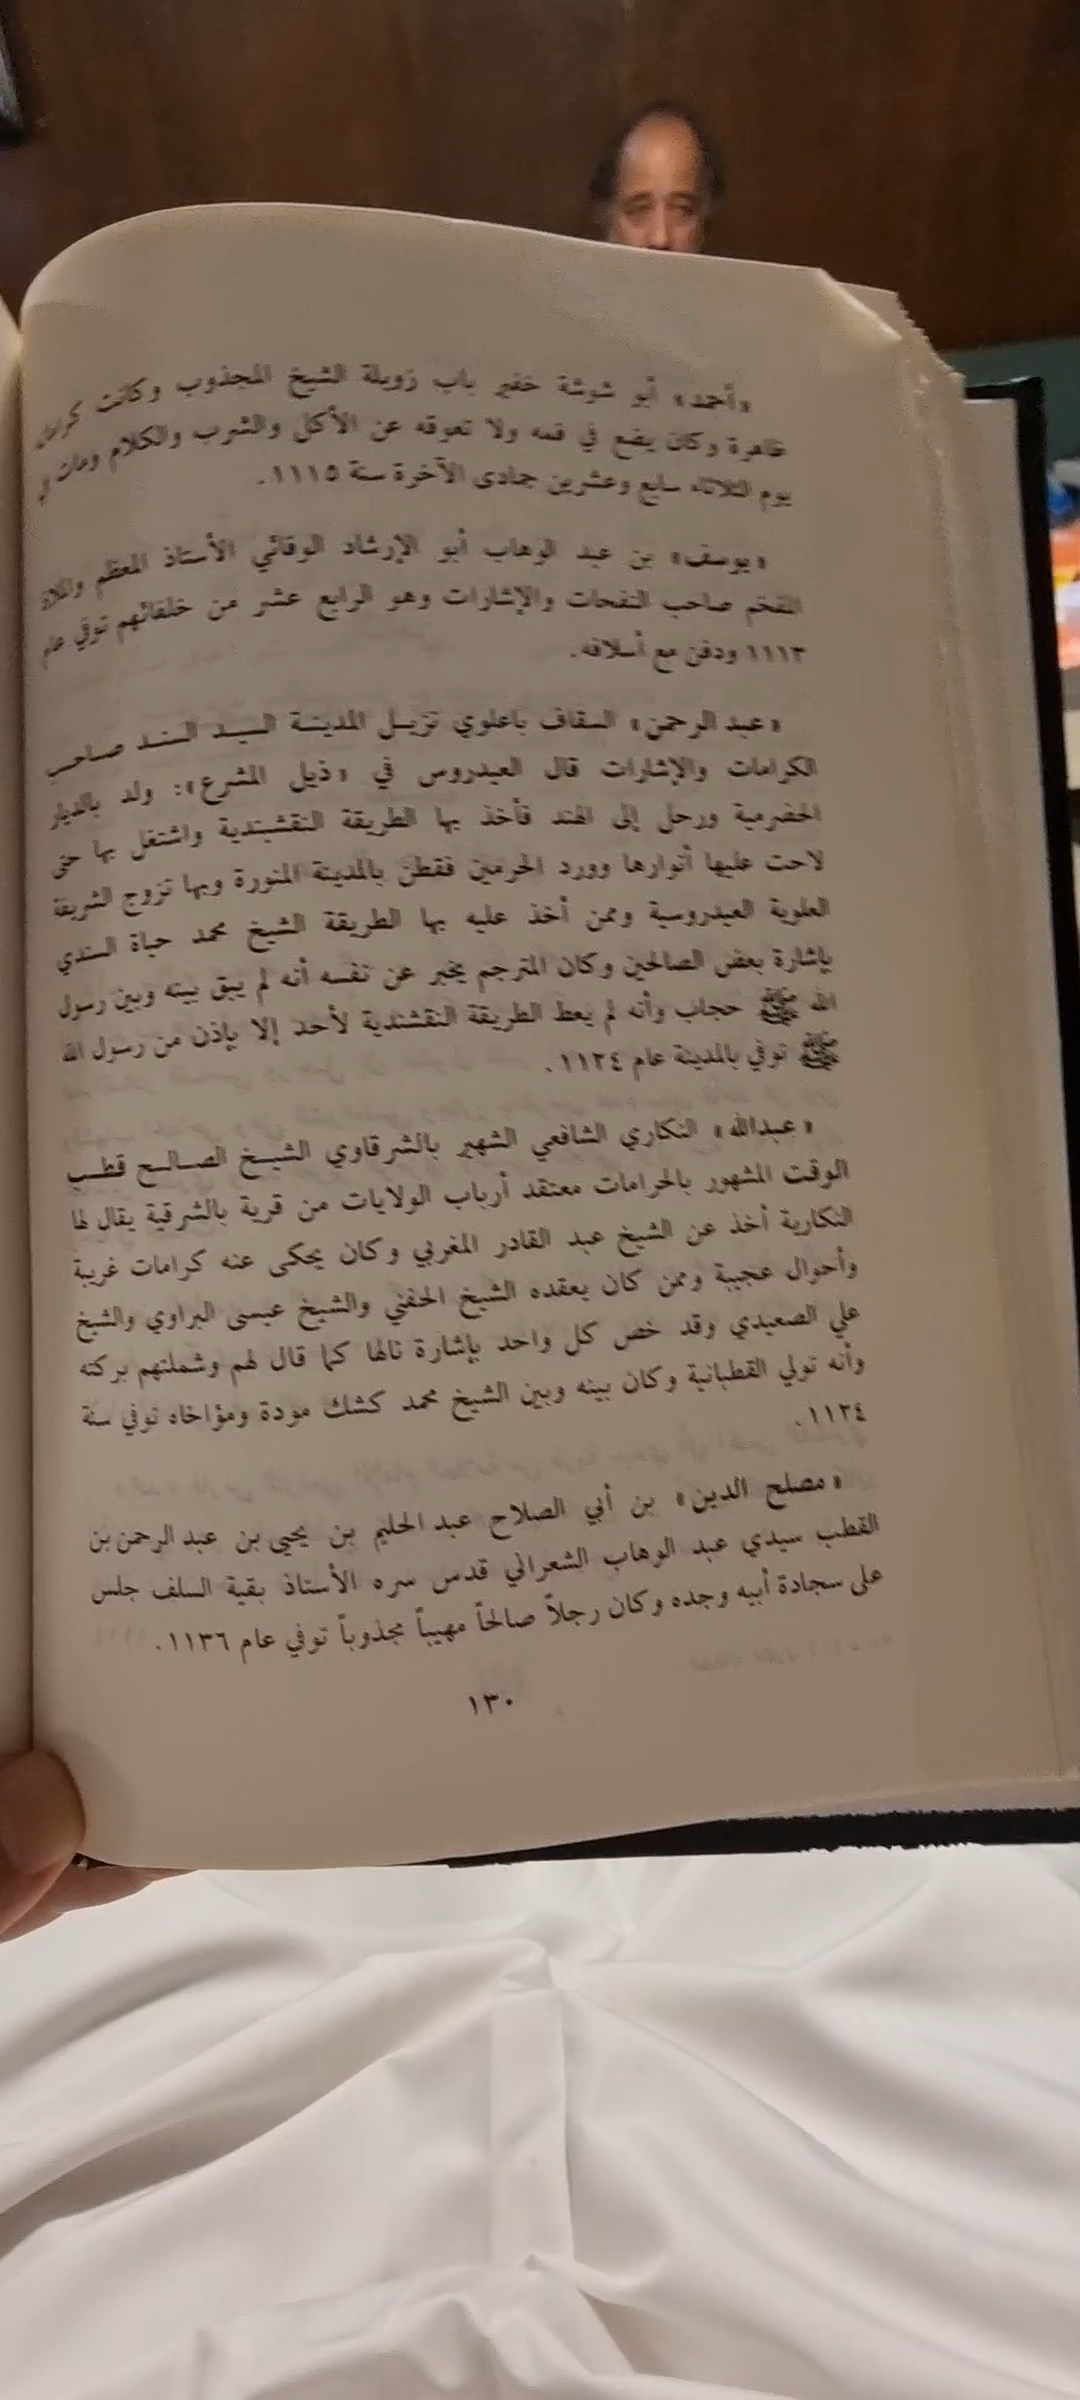 «أحمد» أبو شوشة خفير باب زويلة الشيخ المجذوب وكانت
ظاهرة وكان يضع في فمه ولا تعوقه عن الأكل والشرب والكلام ومات
يوم الثلاثاء سابع وعشرين جمادى الآخرة سنة ١١١٥.
«يوسف» بن عبد الوهاب أبو الإرشاد الوفائي الأستاذ المعظم
المفخم صاحب النفحات والإشارات وهو الرابع عشر من خلفائهم توفي عام
١١١٣ ودفن مع أسلافه.
«عبد الرحمن» السقاف باعلوي نزيل المدينة السيد السند صاحب
الكرامات والإشارات قال العيدروس في «ذيل المشرع»: ولد بالديار
الحضرمية ورحل إلى الهند فأخذ بها الطريقة النقشبندية واشتغل بها حتى
لاحت عليها أنوارها وورد الحرمين فقطن بالمدينة المنورة وبها تزوج الشريفة
العلوية العيدروسية وممن أخذ عليه بها الطريقة الشيخ محمد حياة السندي
بإشارة بعض الصالحين وكان المترجم يخبر عن نفسه أنه لم يبق بينه وبين رسول
الله ﷺ حجاب وأنه لم يعط الطريقة النقشندية لأحد إلا بإذن من رسول الله
ﷺ توفي بالمدينة عام ١١٢٤.
«عبدالله» النكاري الشافعي الشهير بالشرقاوي الشيخ الصالح قطب
الوقت المشهور بالحرامات معتقد أرباب الولايات من قرية بالشرقية يقال لها
النكارية أخذ عن الشيخ عبد القادر المغربي وكان يحكى عنه كرامات غريبة
وأحوال عجيبة وممن كان يعقده الشيخ الحفني والشيخ عيسى البراوي والشيخ
علي الصعيدي وقد خص كل واحد بإشارة نالها كما قال لهم وشملتهم بركته
وأنه تولي القطبانية وكان بينه وبين الشيخ محمد كشك مودة ومؤاخاه توفي سنة
١١٢٤.
«مصلح الدين» بن أبي الصلاح عبد الحليم بن يحيى بن عبد الرحمن بن
القطب سيدي عبد الوهاب الشعراني قدس سره الأستاذ بقية السلف جلس
على سجادة أبيه وجده وكان رجلاً صالحاً مهيباً مجذوباً توفي عام ١١٣٦.
١٣٠